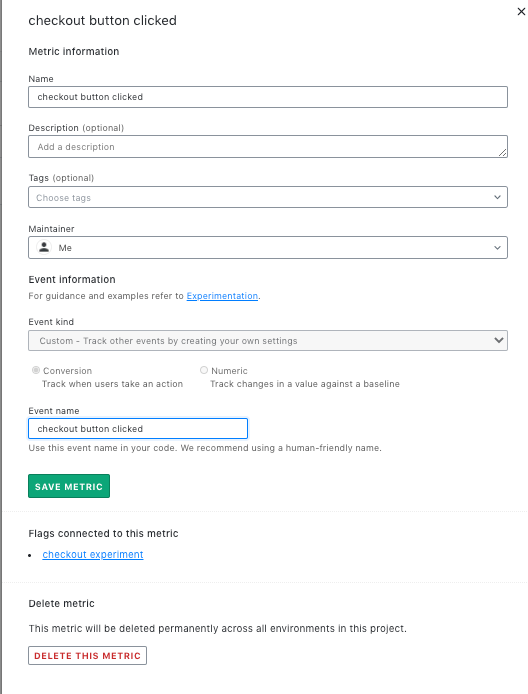 checkout button clicked
Metric information
Name
checkout button clicked
Description (optional)
Add a description
Tags (optional)
Choose tags
Maintainer
Me
Event information
For guidance and examples refer to Experimentation.
Event kind
Custom - Track other events by creating your own settings
Conversion
Track when users take an action
Numeric
Track changes in a value against a baseline
Event name
checkout button clicked
Use this event name in your code. We recommend using a human-friendly name.
SAVE METRIC
Flags connected to this metric
• checkout experiment
Delete metric
This metric will be deleted permanently across all environments in this project.
DELETE THIS METRIC